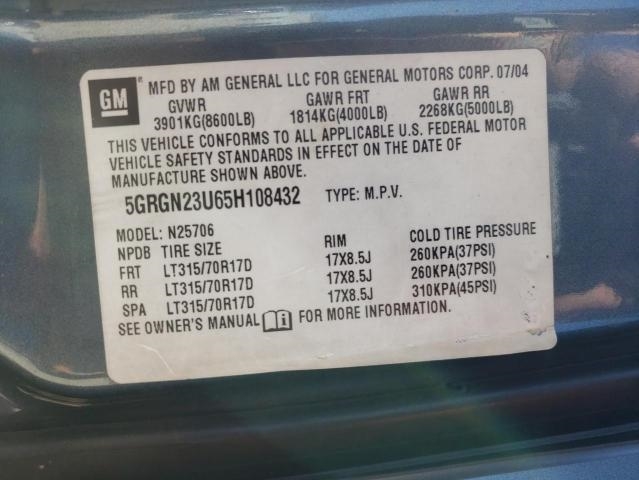 GM
MFD BY AM GENERAL LLC FOR GENERAL MOTORS CORP. 07/04
GVWR GAWR FRT GAWR RR
3901KG(8600LB) 1814KG(4000LB) 2268KG(5000LB)
THIS VEHICLE CONFORMS TO ALL APPLICABLE U.S. FEDERAL MOTOR
VEHICLE SAFETY STANDARDS IN EFFECT ON THE DATE OF
MANUFACTURE SHOWN ABOVE.
5GRGN23U65H108432 TYPE: M.P.V.
MODEL: N25706
NPDB TIRE SIZE RIM COLD TIRE PRESSURE
FRT LT315/70R17D 17X8.5J 260KPA(37PSI)
RR LT315/70R17D 17X8.5J 260KPA(37PSI)
SPA LT315/70R17D 17X8.5J 310KPA(45PSI)
SEE OWNER'S MANUAL FOR MORE INFORMATION.